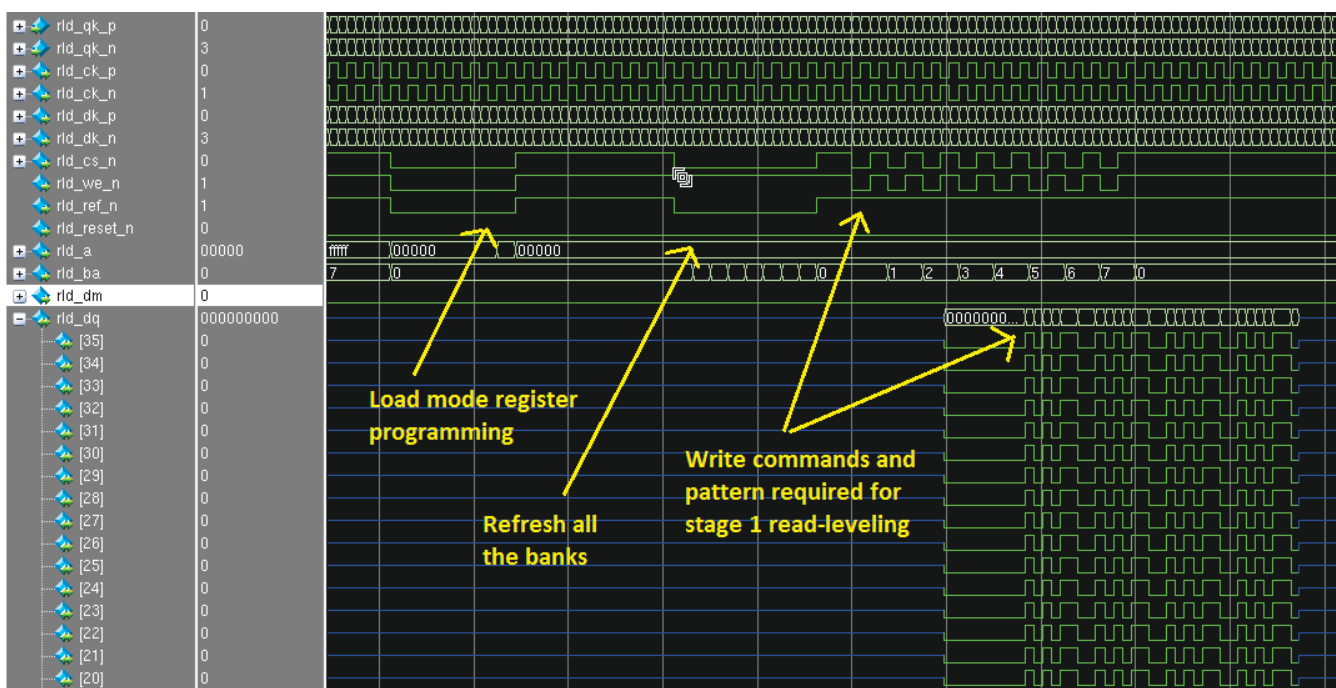 rld_qk_p 0
rld_qk_n 3
rld_ck_p 0
rld_ck_n 1
rld_dk_p 0
rld_dk_n 3
rld_cs_n 0
rld_we_n 1
rld_ref_n 1
rld_reset_n 0
rld_a 00000 fffff 00000 00000
rld_ba 0 7 0 0 1 2 3 4 5 6 7 0
rld_dm 0
rld_dq 000000000 0000000...
[35] 0
[34] 0
[33] 0
[32] 0
[31] 0
[30] 0
[29] 0
[28] 0
[27] 0
[26] 0
[25] 0
[24] 0
[23] 0
[22] 0
[21] 0
[20] 0
Load mode register
programming
Refresh all
the banks
Write commands and
pattern required for
stage 1 read-leveling